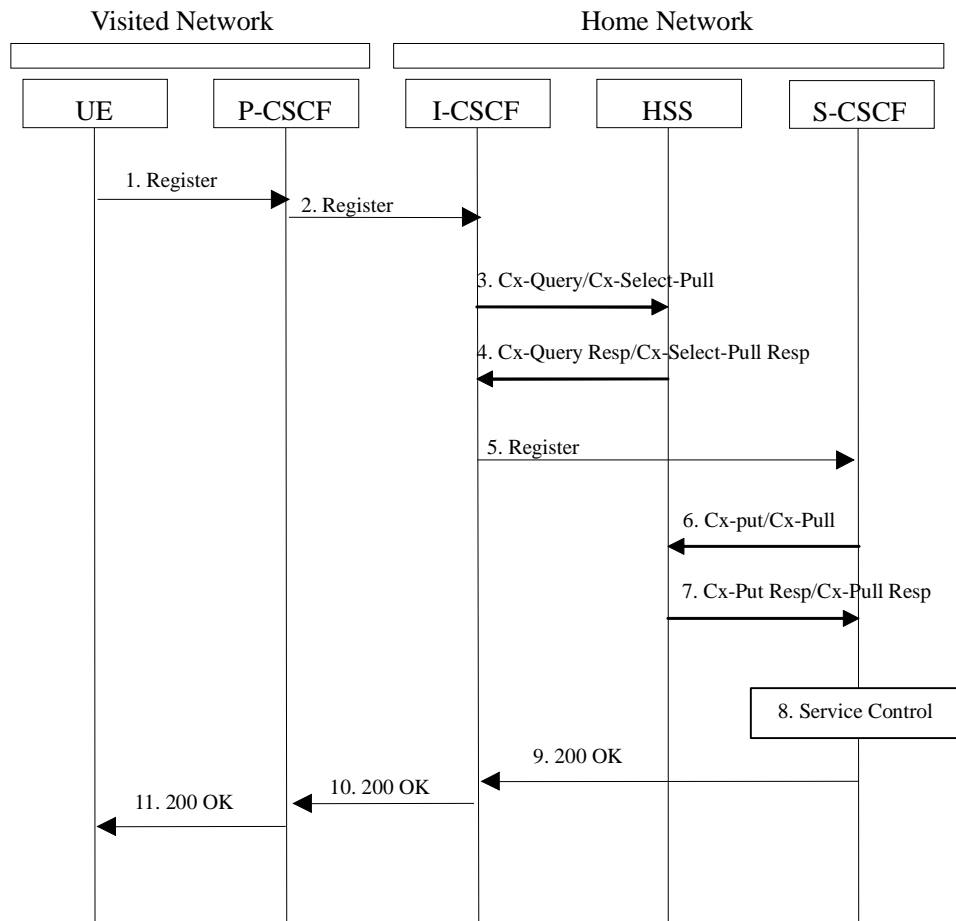 Visited Network
Home Network
UE
P-CSCF
I-CSCF
HSS
S-CSCF
1. Register
2. Register
3. Cx-Query/Cx-Select-Pull
4. Cx-Query Resp/Cx-Select-Pull Resp
5. Register
6. Cx-put/Cx-Pull
7. Cx-Put Resp/Cx-Pull Resp
8. Service Control
9. 200 OK
10. 200 OK
11. 200 OK